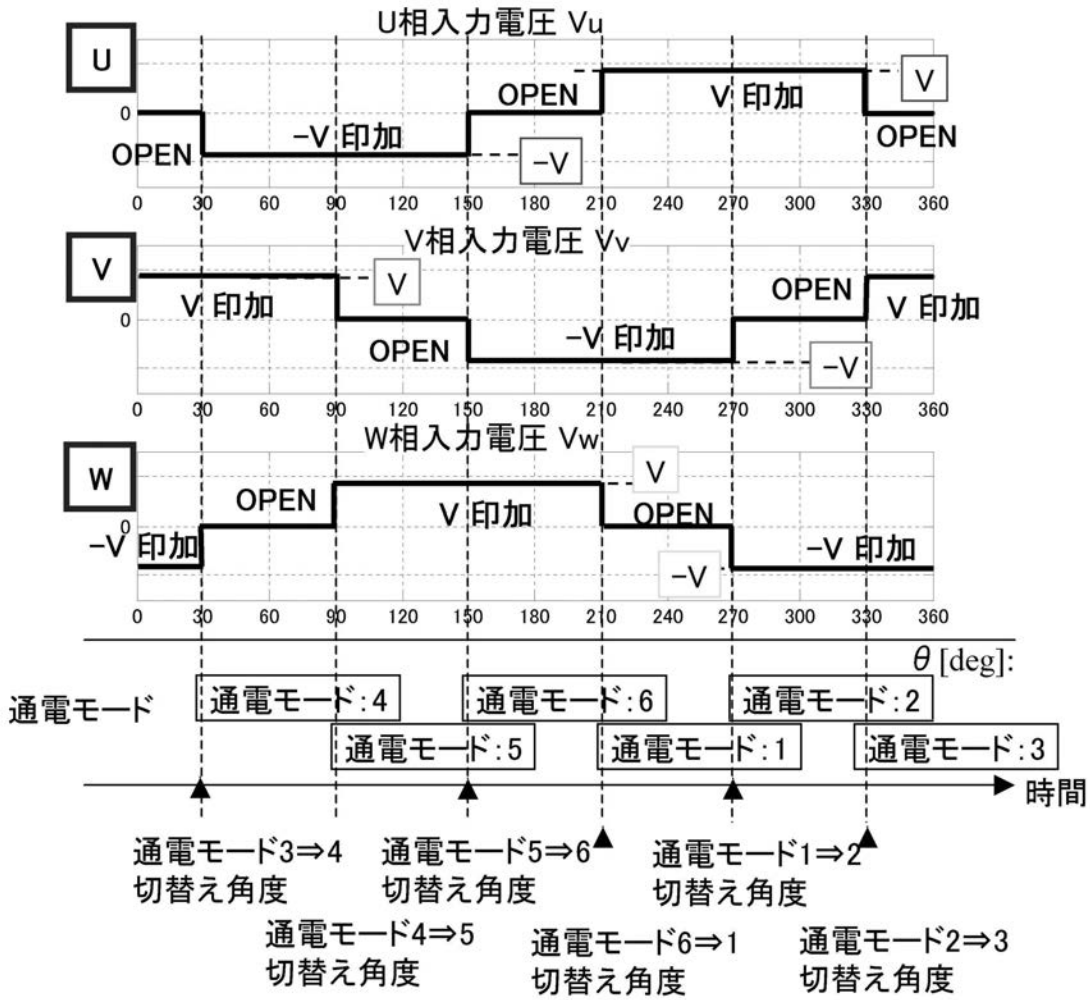 U相入力電圧 Vu
U
V
0
OPEN
-V 印加
OPEN
V 印加
OPEN
-V
0 30 60 90 120 150 180 210 240 270 300 330 360
V相入力電圧 Vv
V
V
0
V 印加
OPEN
-V 印加
OPEN
V 印加
-V
0 30 60 90 120 150 180 210 240 270 300 330 360
W相入力電圧 Vw
W
V
0
-V 印加
OPEN
V 印加
OPEN
-V 印加
-V
0 30 60 90 120 150 180 210 240 270 300 330 360
θ [deg]:
通電モード
通電モード:4
通電モード:6
通電モード:2
通電モード:5
通電モード:1
通電モード:3
時間
通電モード3⇒4
切替え角度
通電モード5⇒6
切替え角度
通電モード1⇒2
切替え角度
通電モード4⇒5
切替え角度
通電モード6⇒1
切替え角度
通電モード2⇒3
切替え角度